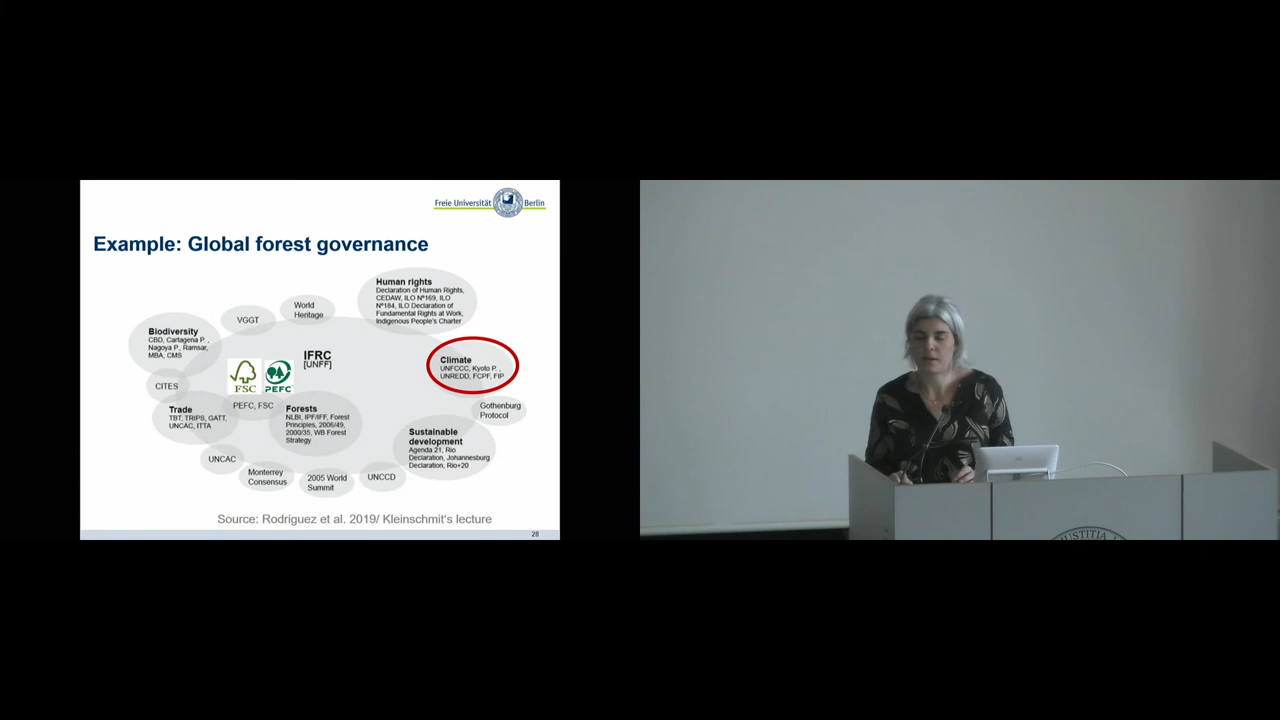 Freie Universität Berlin
Example: Global forest governance
Human rights
Declaration of Human Rights,
CEDAW, ILO Nº169, ILO
Nº184, ILO Declaration of
Fundamental Rights at Work,
Indigenous People's Charter
World
Heritage
VGGT
Biodiversity
CBD, Cartagena P. ,
Nagoya P., Ramsar,
MBA, CMS
IFRC
[UNFF]
Climate
UNFCCC, Kyoto P. ,
UNREDD, FCPF, FIP
FSC
PEFC
CITES
PEFC, FSC
Trade
TBT, TRIPS, GATT,
UNCAC, ITTA
Forests
NLBI, IPF/IFF, Forest
Principles, 2006/49,
2000/35, WB Forest
Strategy
Gothenburg
Protocol
Sustainable
development
Agenda 21, Rio
Declaration, Johannesburg
Declaration, Rio+20
UNCAC
Monterrey
Consensus
2005 World
Summit
UNCCD
Source: Rodriguez et al. 2019/ Kleinschmit's lecture
28
JUSTITIA